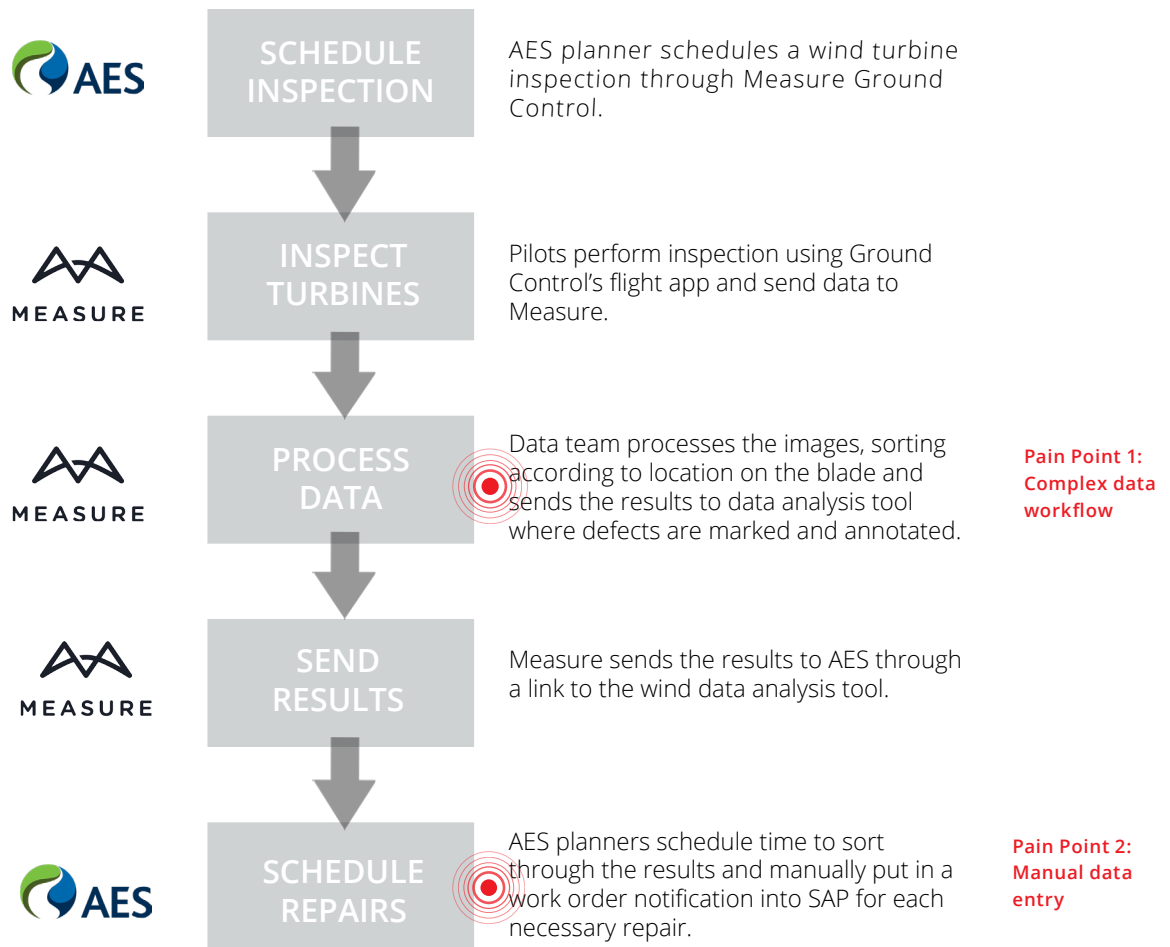 AES
SCHEDULE
INSPECTION
AES planner schedules a wind turbine
inspection through Measure Ground
Control.
MEASURE
INSPECT
TURBINES
Pilots perform inspection using Ground
Control's flight app and send data to
Measure.
MEASURE
PROCESS
DATA
Data team processes the images, sorting
according to location on the blade and
sends the results to data analysis tool
where defects are marked and annotated.
Pain Point 1:
Complex data
workflow
MEASURE
SEND
RESULTS
Measure sends the results to AES through
a link to the wind data analysis tool.
AES
SCHEDULE
REPAIRS
AES planners schedule time to sort
through the results and manually put in a
work order notification into SAP for each
necessary repair.
Pain Point 2:
Manual data
entry